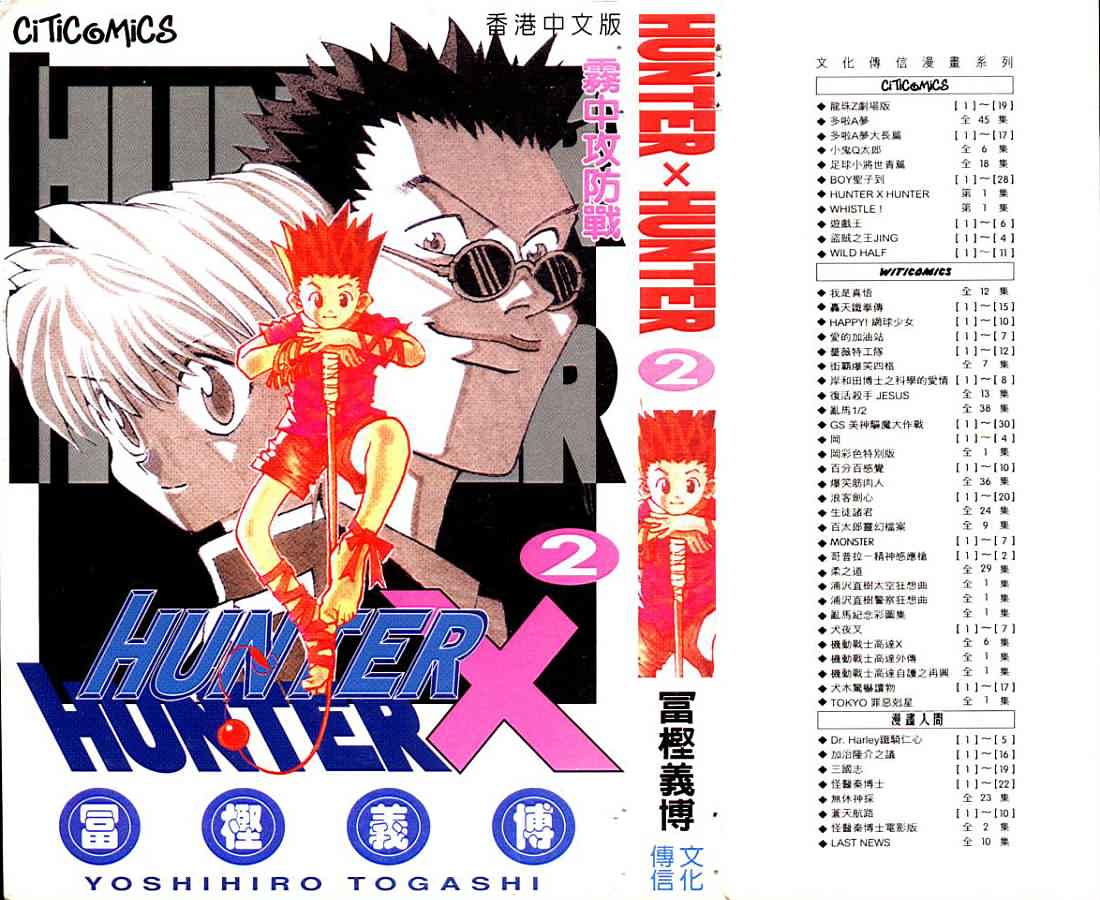 CiTiCOMiCS
香港中文版
霧中攻防戰
2
HUNTER X
HUNTER
冨樫義博
YOSHIHIRO TOGASHI
HUNTER×HUNTER
2
冨樫義博
文化傳信
文化傳信漫畫系列
CiTiCOMiCS
◆ 龍珠Z劇場版 [ 1 ]～[19]
◆ 多啦A夢 全 45 集
◆ 多啦A夢大長篇 [ 1 ]～[17]
◆ 小鬼Q太郎 全 6 集
◆ 足球小將世青篇 全 18 集
◆ BOY聖子到 [ 1 ]～[28]
◆ HUNTER X HUNTER 第 1 集
◆ WHISTLE！ 第 1 集
◆ 遊戲王 [ 1 ]～[ 6 ]
◆ 盜賊之王JING [ 1 ]～[ 4 ]
◆ WILD HALF [ 1 ]～[ 11 ]
WITICOMICS
◆ 我是真悟 全 12 集
◆ 轟天鐵拳傳 [ 1 ]～[15]
◆ HAPPY! 網球少女 [ 1 ]～[10]
◆ 愛的加油站 [ 1 ]～[ 7 ]
◆ 薔薇特工隊 [ 1 ]～[12]
◆ 街霸爆笑四格 全 7 集
◆ 岸和田博士之科學的愛情 [ 1 ]～[ 8 ]
◆ 復活殺手 JESUS 全 13 集
◆ 亂馬1/2 全 38 集
◆ GS 美神驅魔大作戰 [ 1 ]～[30]
◆ 岡 [ 1 ]～[ 4 ]
◆ 岡彩色特別版 全 1 集
◆ 百分百感覺 [ 1 ]～[10]
◆ 爆笑筋肉人 全 36 集
◆ 浪客劍心 [ 1 ]～[20]
◆ 生徒諸君 全 24 集
◆ 百太郎靈幻檔案 全 9 集
◆ MONSTER [ 1 ]～[ 7 ]
◆ 哥普拉－精神感應槍 [ 1 ]～[ 2 ]
◆ 柔之道 全 29 集
◆ 浦沢直樹太空狂想曲 全 1 集
◆ 浦沢直樹警察狂想曲 全 1 集
◆ 亂馬紀念彩圖集 全 1 集
◆ 犬夜叉 [ 1 ]～[ 7 ]
◆ 機動戰士高達X 全 6 集
◆ 機動戰士高達外傳 全 1 集
◆ 機動戰士高達自護之再興 全 1 集
◆ 犬木驚嚇讀物 [ 1 ]～[17]
◆ TOKYO 罪惡剋星 全 1 集
漫畫人間
◆ Dr. Harley鐵騎仁心 [ 1 ]～[ 5 ]
◆ 加治隆介之議 [ 1 ]～[16]
◆ 三國志 [ 1 ]～[19]
◆ 怪醫秦博士 [ 1 ]～[22]
◆ 無休神探 全 23 集
◆ 蒼天航路 [ 1 ]～[10]
◆ 怪醫秦博士電影版 全 2 集
◆ LAST NEWS 全 10 集